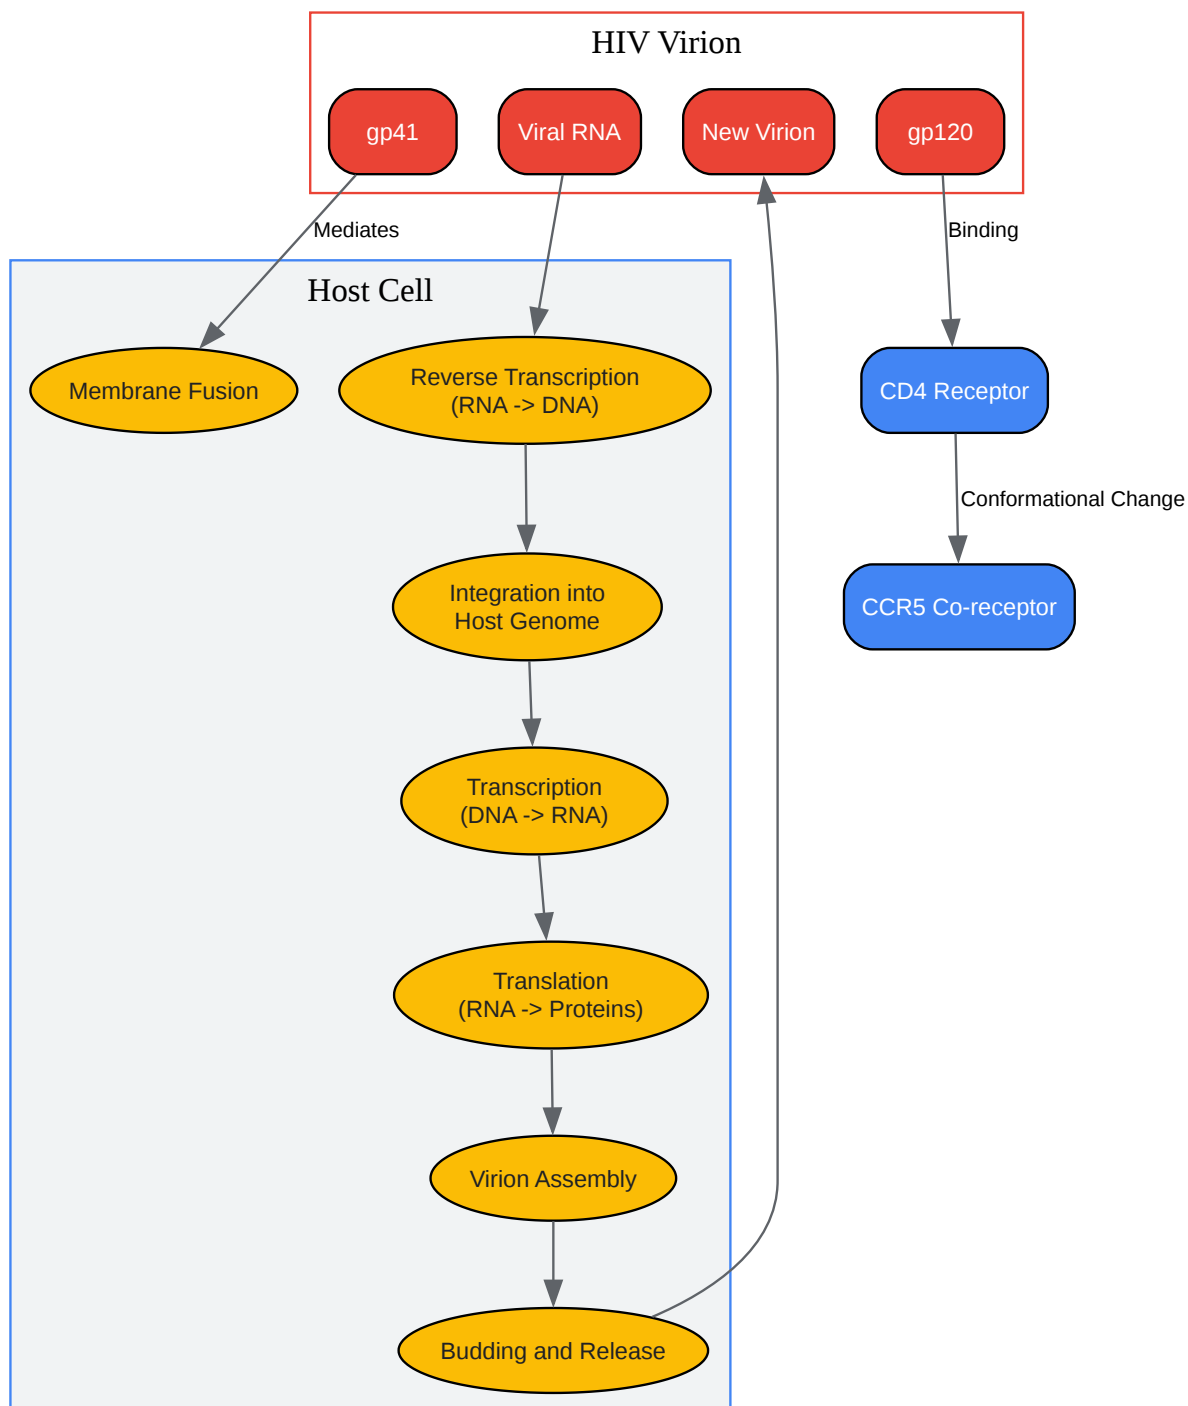 HIV Virion
gp41
Viral RNA
New Virion
gp120
Mediates
Binding
Host Cell
Membrane Fusion
Reverse Transcription
(RNA -> DNA)
CD4 Receptor
Conformational Change
Integration into
Host Genome
CCR5 Co-receptor
Transcription
(DNA -> RNA)
Translation
(RNA -> Proteins)
Virion Assembly
Budding and Release